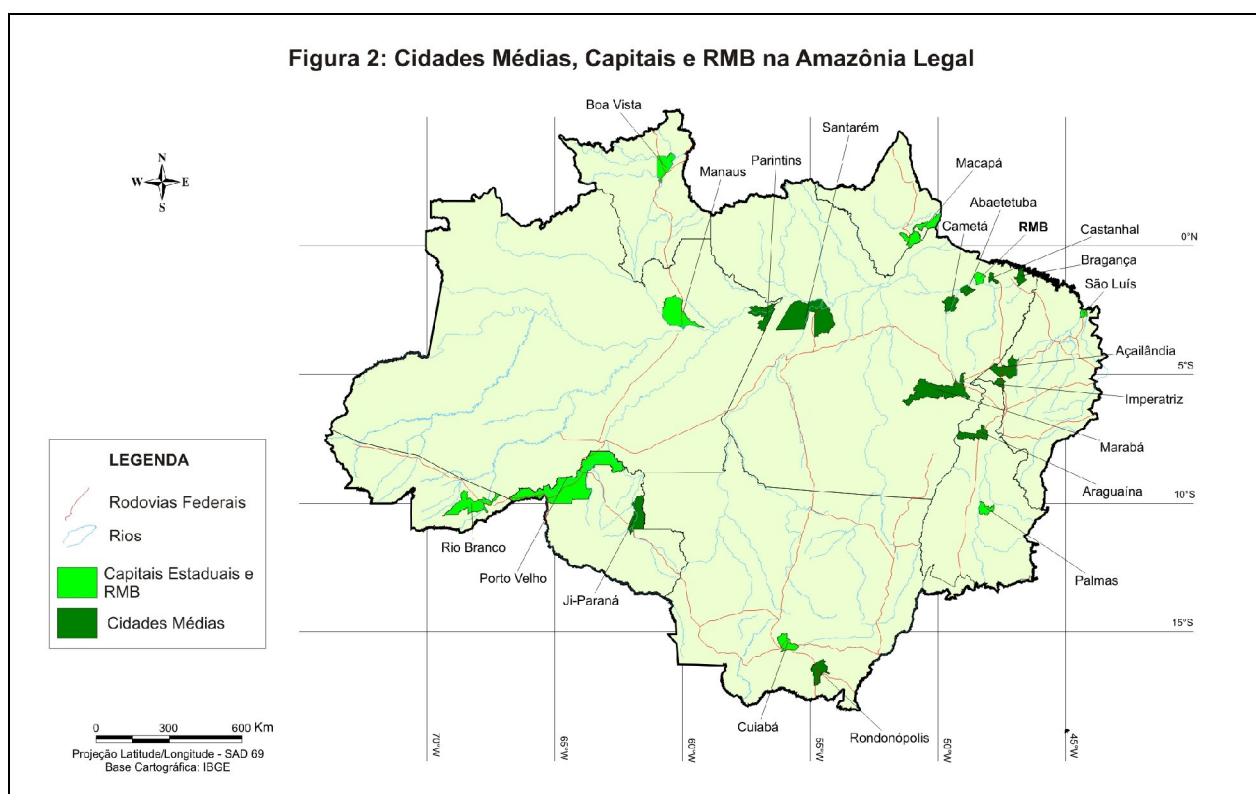 Figura 2: Cidades Médias, Capitais e RMB na Amazônia Legal
Boa Vista
Santarém
Parintins
Manaus
Macapá
Abaetetuba
Cametá
RMB
Castanhal
Bragança
São Luís
N
W
E
S
0°N
Açailândia
5°S
Imperatriz
Marabá
Araguaína
10°S
Palmas
Rio Branco
Porto Velho
Ji-Paraná
15°S
Cuiabá
Rondonópolis
LEGENDA
Rodovias Federais
Rios
Capitais Estaduais e
RMB
Cidades Médias
0 300 600 Km
Projeção Latitude/Longitude - SAD 69
Base Cartográfica: IBGE
70°W
65°W
60°W
55°W
50°W
45°W